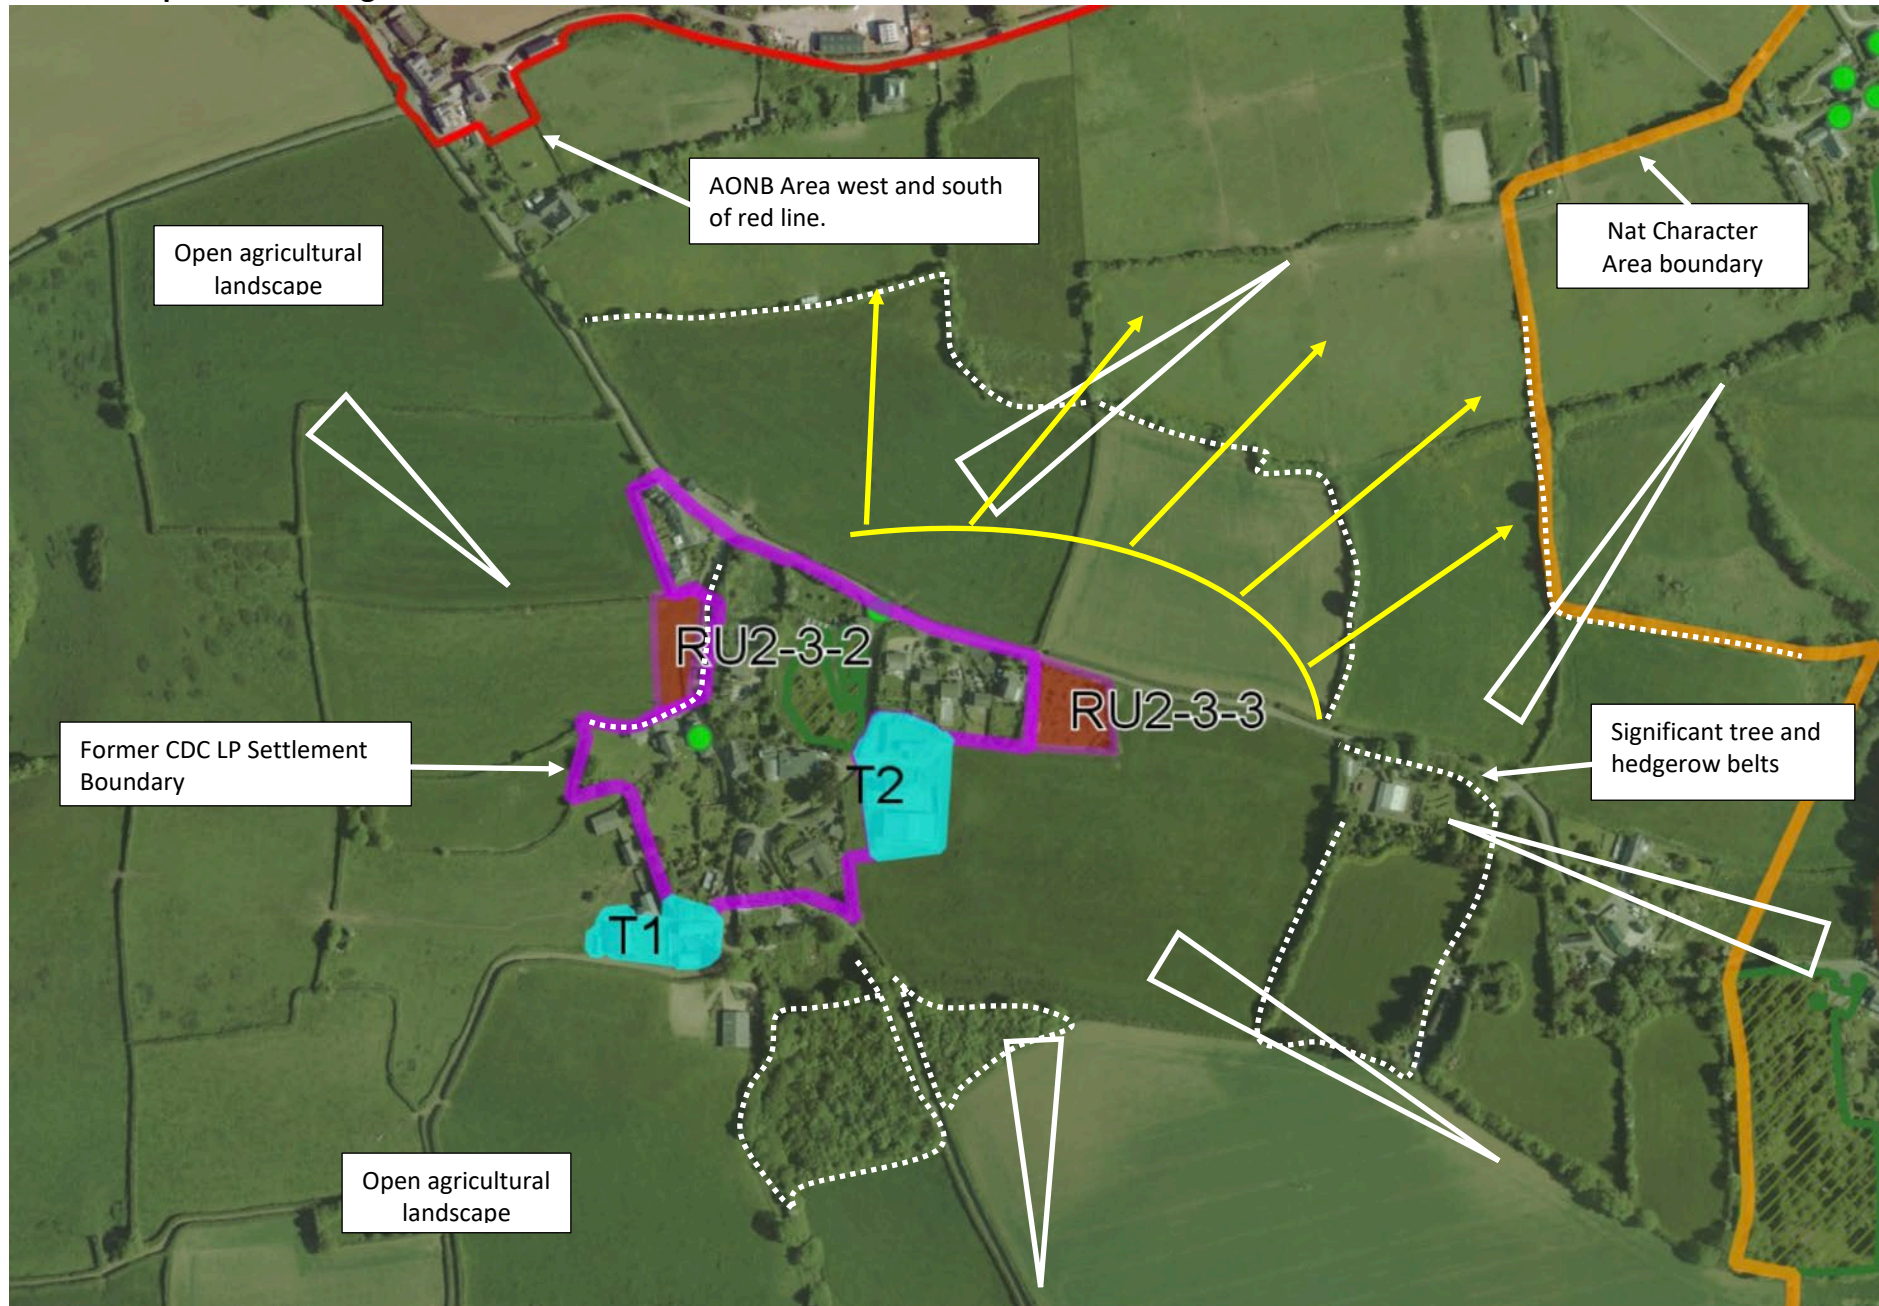 AONB Area west and south
of red line.
Nat Character
Area boundary
Open agricultural
landscape
RU2-3-2
RU2-3-3
Former CDC LP Settlement
Boundary
Significant tree and
hedgerow belts
T2
T1
Open agricultural
landscape